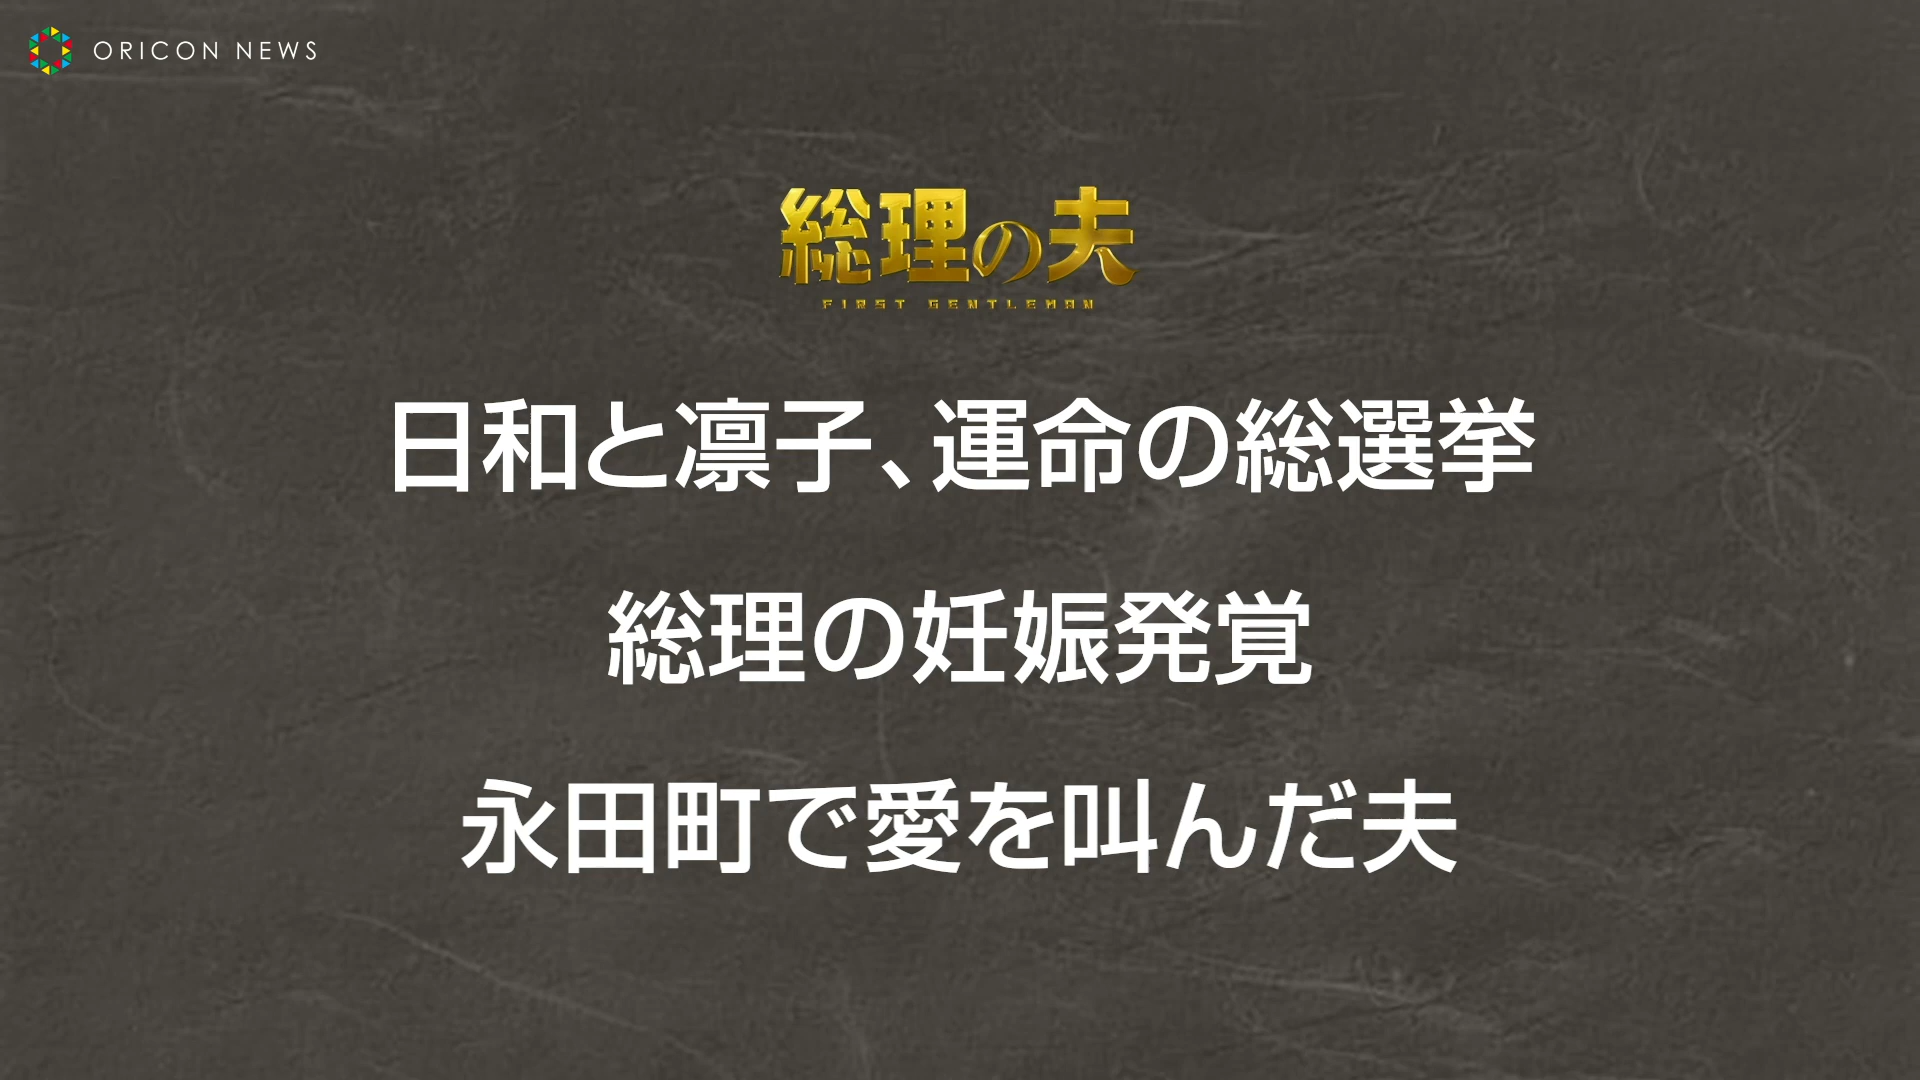 ORICON NEWS
総理の夫
FIRST GENTLEMAN
日和と凛子、運命の総選挙
総理の妊娠発覚
永田町で愛を叫んだ夫